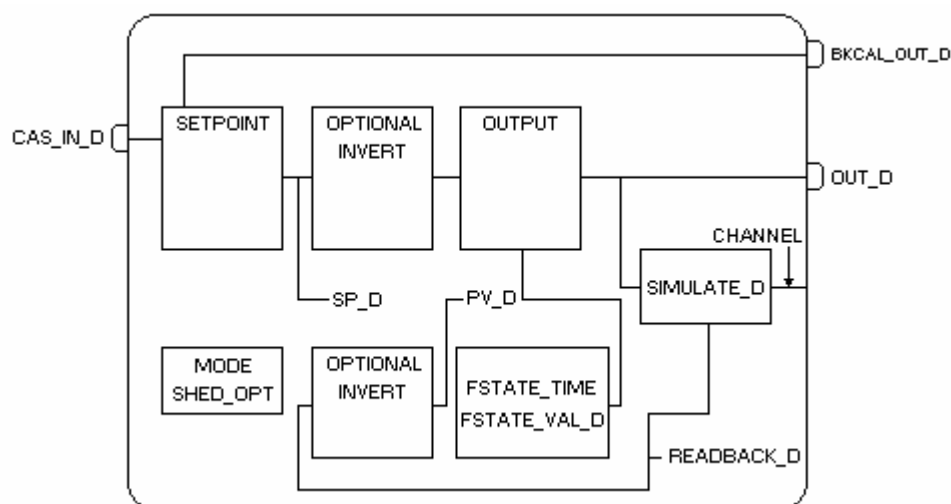 BKCAL_OUT_D
CAS_IN_D
SETPOINT
OPTIONAL
INVERT
OUTPUT
OUT_D
CHANNEL
SIMULATE_D
SP_D
PV_D
MODE
SHED_OPT
OPTIONAL
INVERT
FSTATE_TIME
FSTATE_VAL_D
READBACK_D